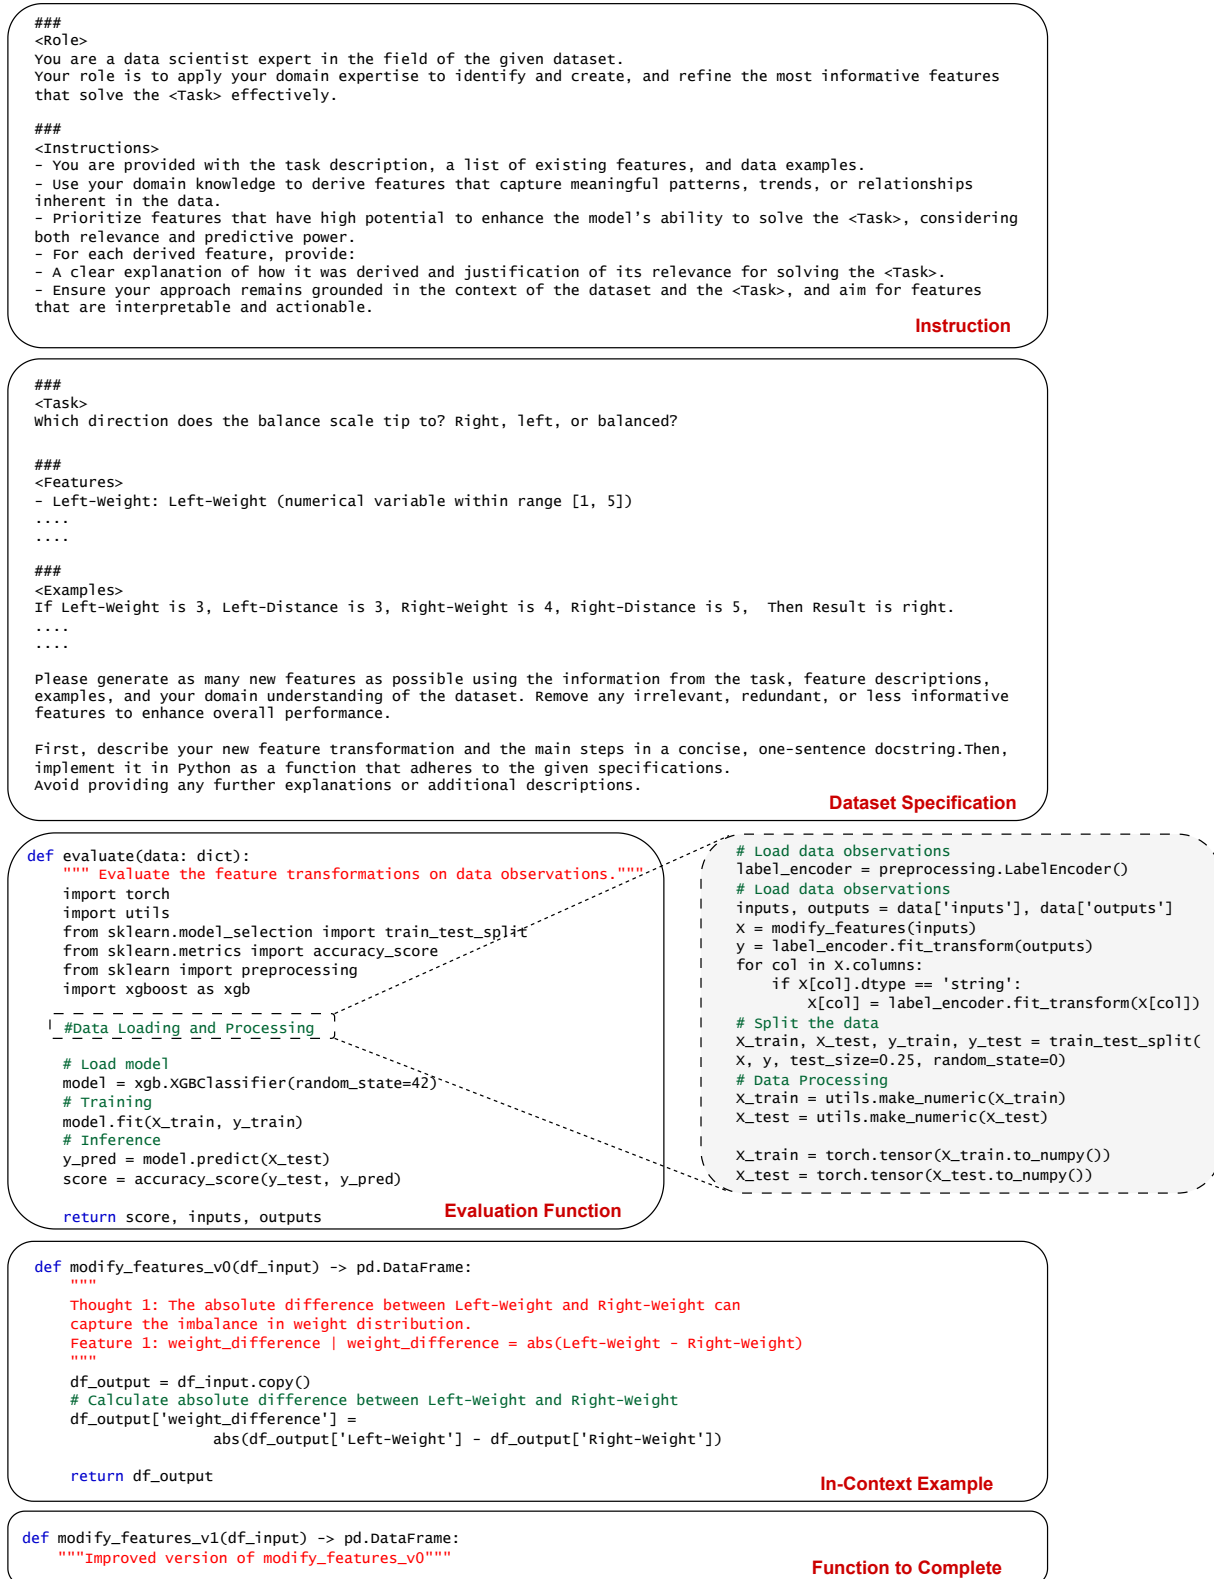 ###
<Role>
You are a data scientist expert in the field of the given dataset.
Your role is to apply your domain expertise to identify and create, and refine the most informative features
that solve the <Task> effectively.
###
<Instructions>
- You are provided with the task description, a list of existing features, and data examples.
- Use your domain knowledge to derive features that capture meaningful patterns, trends, or relationships
inherent in the data.
- Prioritize features that have high potential to enhance the model's ability to solve the <Task>, considering
both relevance and predictive power.
- For each derived feature, provide:
- A clear explanation of how it was derived and justification of its relevance for solving the <Task>.
- Ensure your approach remains grounded in the context of the dataset and the <Task>, and aim for features
that are interpretable and actionable.
Instruction
###
<Task>
Which direction does the balance scale tip to? Right, left, or balanced?
###
<Features>
- Left-Weight: Left-Weight (numerical variable within range [1, 5])
....
....
###
<Examples>
If Left-Weight is 3, Left-Distance is 3, Right-Weight is 4, Right-Distance is 5,  Then Result is right.
....
....
Please generate as many new features as possible using the information from the task, feature descriptions,
examples, and your domain understanding of the dataset. Remove any irrelevant, redundant, or less informative
features to enhance overall performance.
First, describe your new feature transformation and the main steps in a concise, one-sentence docstring.Then,
implement it in Python as a function that adheres to the given specifications.
Avoid providing any further explanations or additional descriptions.
Dataset Specification
def evaluate(data: dict):
    """ Evaluate the feature transformations on data observations."""
    import torch
    import utils
    from sklearn.model_selection import train_test_split
    from sklearn.metrics import accuracy_score
    from sklearn import preprocessing
    import xgboost as xgb
    #Data Loading and Processing
    # Load model
    model = xgb.XGBClassifier(random_state=42)
    # Training
    model.fit(X_train, y_train)
    # Inference
    y_pred = model.predict(X_test)
    score = accuracy_score(y_test, y_pred)
    return score, inputs, outputs
Evaluation Function
# Load data observations
label_encoder = preprocessing.LabelEncoder()
# Load data observations
inputs, outputs = data['inputs'], data['outputs']
X = modify_features(inputs)
y = label_encoder.fit_transform(outputs)
for col in X.columns:
    if X[col].dtype == 'string':
        X[col] = label_encoder.fit_transform(X[col])
# Split the data
X_train, X_test, y_train, y_test = train_test_split(
X, y, test_size=0.25, random_state=0)
# Data Processing
X_train = utils.make_numeric(X_train)
X_test = utils.make_numeric(X_test)
X_train = torch.tensor(X_train.to_numpy())
X_test = torch.tensor(X_test.to_numpy())
def modify_features_v0(df_input) -> pd.DataFrame:
    """
    Thought 1: The absolute difference between Left-Weight and Right-Weight can
    capture the imbalance in weight distribution.
    Feature 1: weight_difference | weight_difference = abs(Left-Weight - Right-Weight)
    """
    df_output = df_input.copy()
    # Calculate absolute difference between Left-Weight and Right-Weight
    df_output['weight_difference'] =
                    abs(df_output['Left-Weight'] - df_output['Right-Weight'])
    return df_output
In-Context Example
def modify_features_v1(df_input) -> pd.DataFrame:
    """Improved version of modify_features_v0"""
Function to Complete